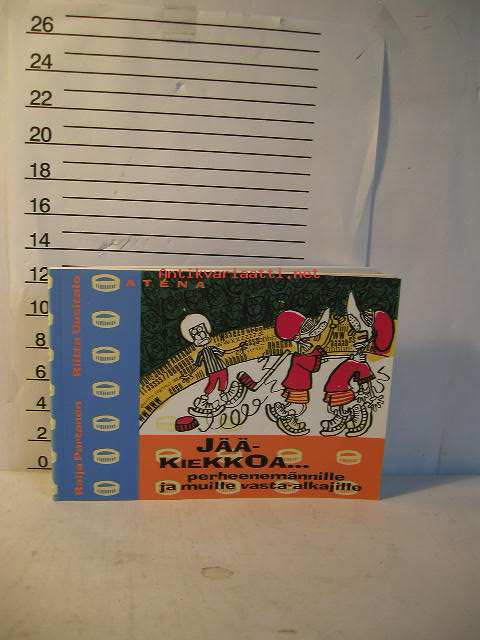 26
24
22
20
18
16
14
12
10
8
6
4
2
0
antikvariaatti.net
ATENA
Raija Partanen Riitta Uusitalo
JÄÄ-
KIEKKOA...
perheenemännille
ja muille vasta-alkajille